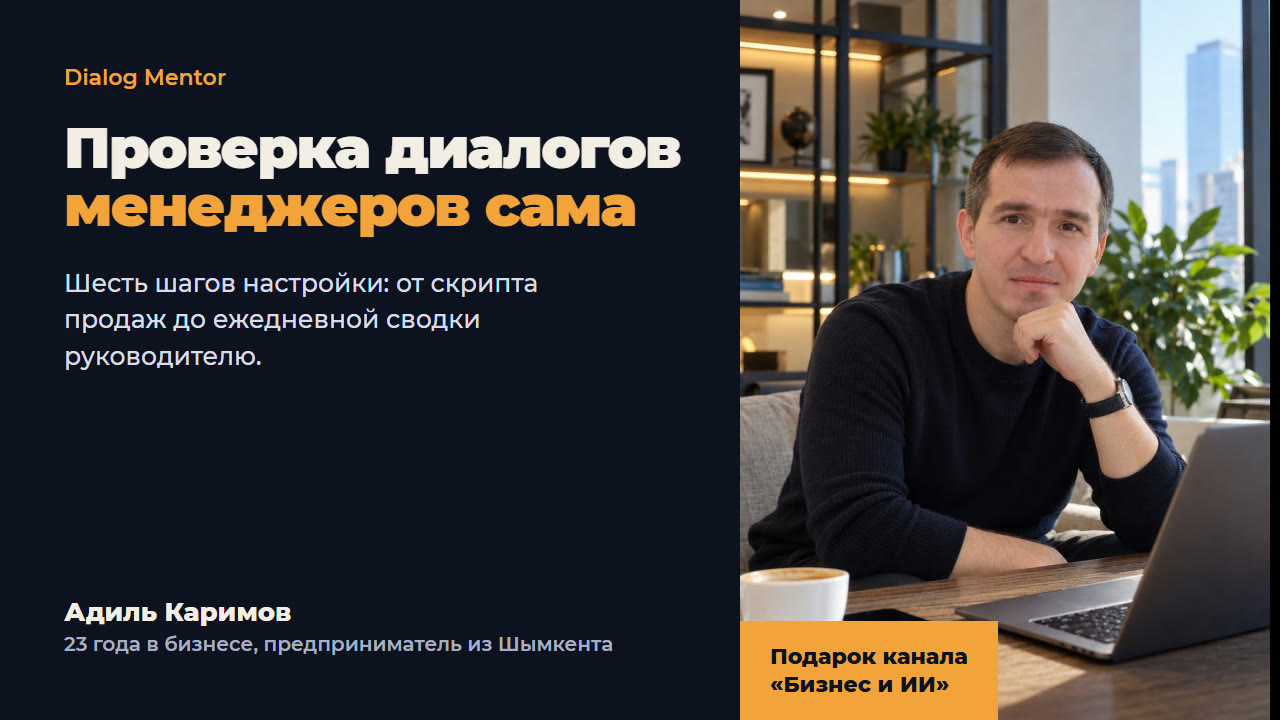 Dialog Mentor
Проверка диалогов
менеджеров сама
Шесть шагов настройки: от скрипта
продаж до ежедневной сводки
руководителю.
Адиль Каримов
23 года в бизнесе, предприниматель из Шымкента
Подарок канала
«Бизнес и ИИ»